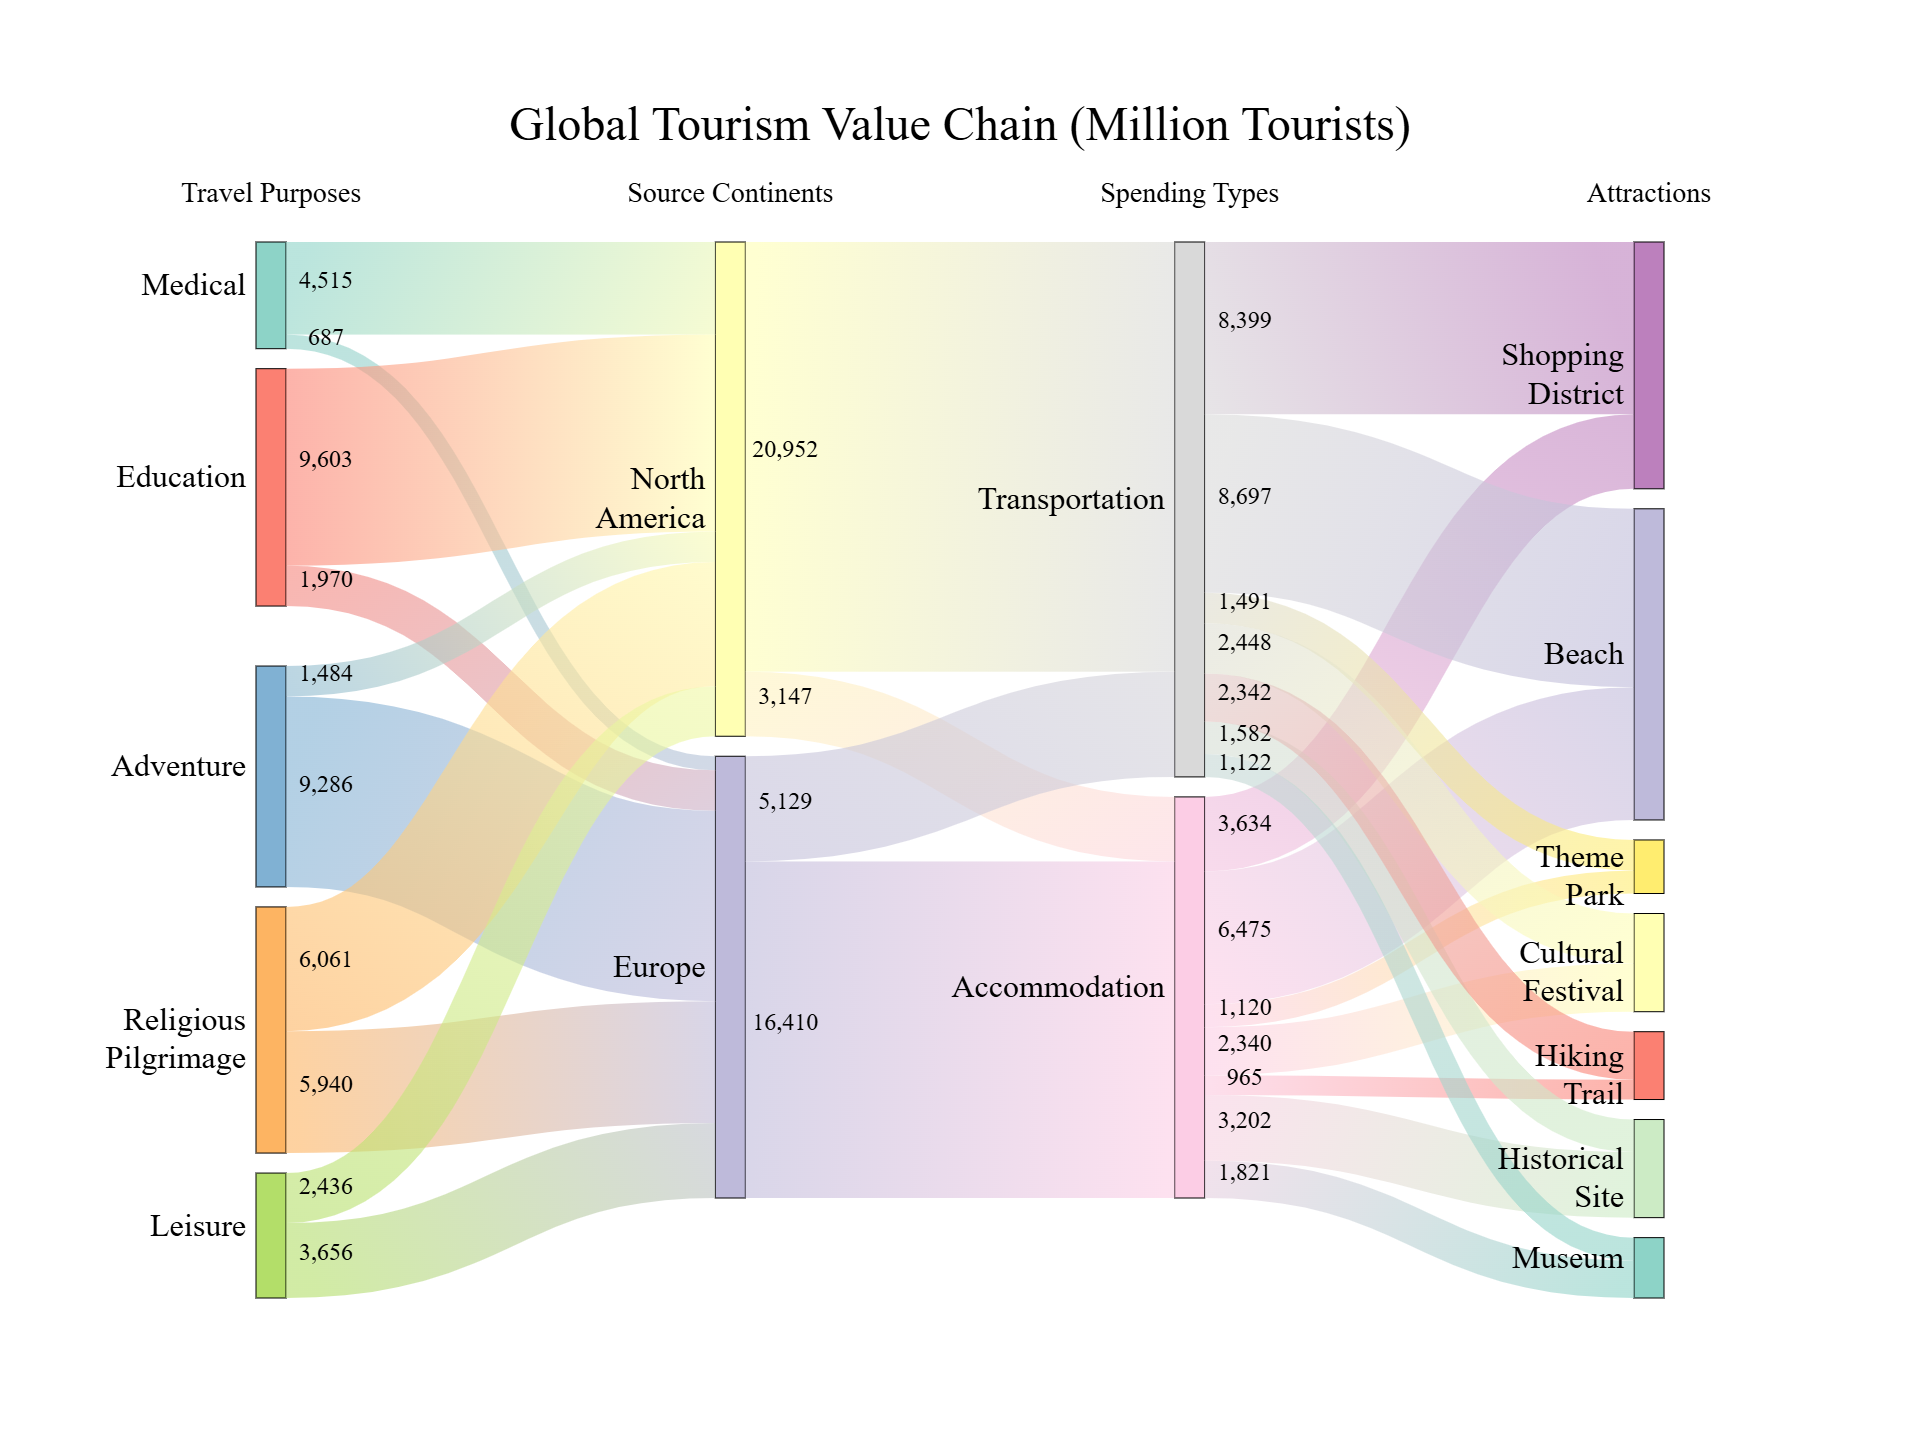 Global Tourism Value Chain (Million Tourists)
Travel Purposes
Source Continents
Spending Types
Attractions
Medical
4,515
687
Education
9,603
1,970
Adventure
1,484
9,286
Religious
Pilgrimage
6,061
5,940
Leisure
2,436
3,656
North
America
20,952
3,147
Europe
5,129
16,410
Transportation
8,399
8,697
1,491
2,448
2,342
1,582
1,122
Accommodation
3,634
6,475
1,120
2,340
965
3,202
1,821
Shopping
District
Beach
Theme
Park
Cultural
Festival
Hiking
Trail
Historical
Site
Museum